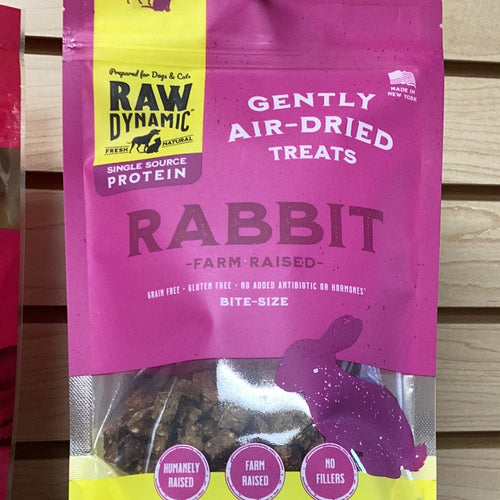 Prepared for Dogs & Cats
RAW
DYNAMIC
FRESH NATURAL
SINGLE SOURCE
PROTEIN
MADE IN
NEW YORK
GENTLY
AIR-DRIED
TREATS
RABBIT
-FARM RAISED-
GRAIN FREE • GLUTEN FREE • NO ADDED ANTIBIOTIC OR HORMONES*
BITE-SIZE
HUMANELY
RAISED
FARM
RAISED
NO
FILLERS